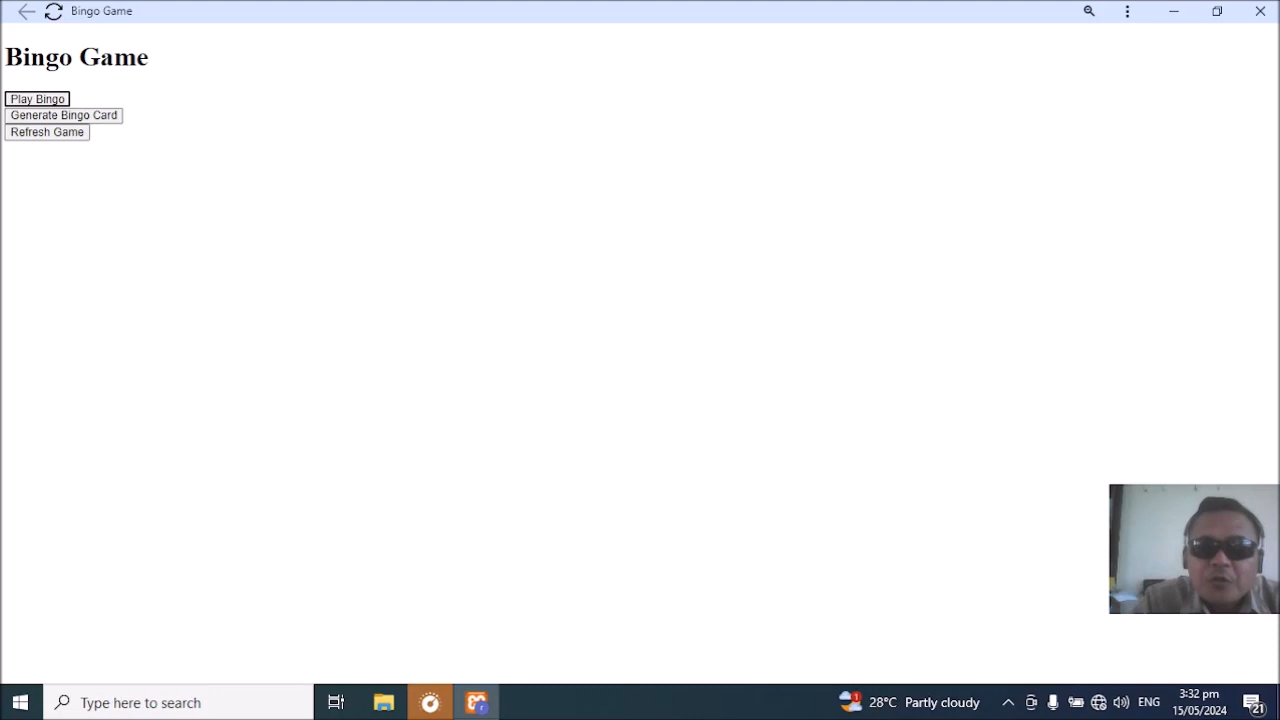 Bingo Game
Bingo Game
Play Bingo
Generate Bingo Card
Refresh Game
Type here to search
1
28°C Partly cloudy
ENG
3:32 pm
15/05/2024
21